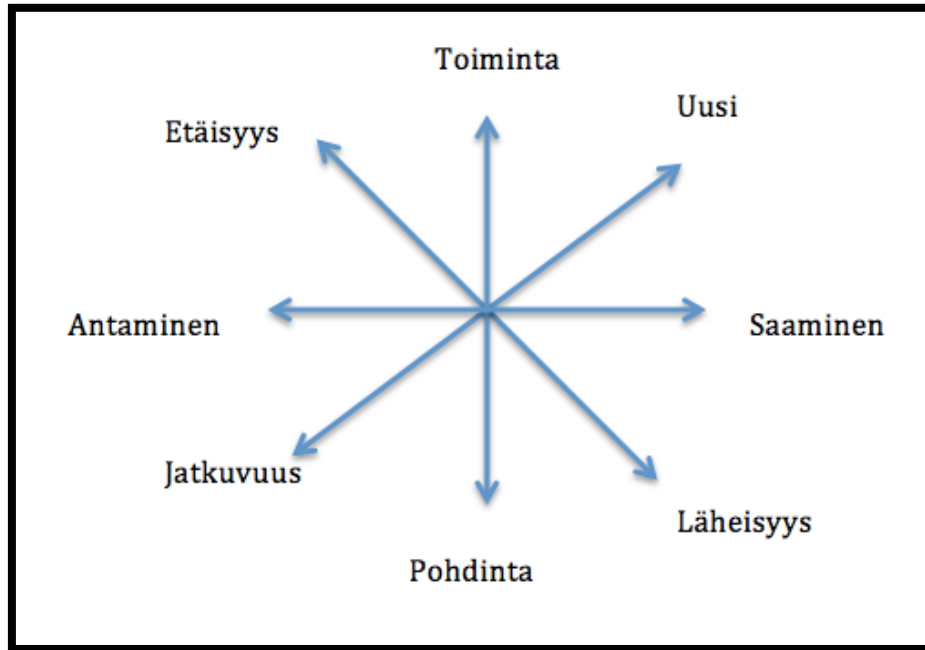 Toiminta
Uusi
Etäisyys
Antaminen
Saaminen
Jatkuvuus
Läheisyys
Pohdinta